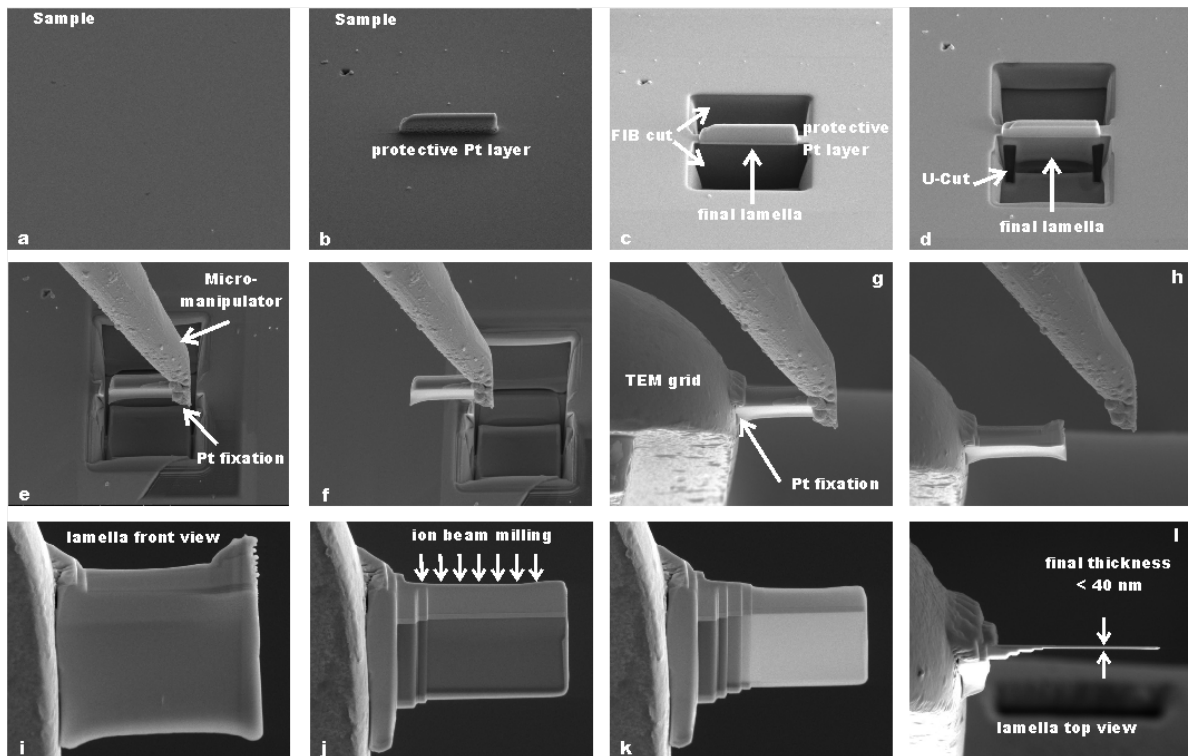 Sample
a
Sample
protective Pt layer
b
FIB cut
protective
Pt layer
final lamella
c
U-Cut
final lamella
d
Micro-
manipulator
Pt fixation
e
f
g
TEM grid
Pt fixation
h
lamella front view
i
ion beam milling
j
k
l
final thickness
< 40 nm
lamella top view